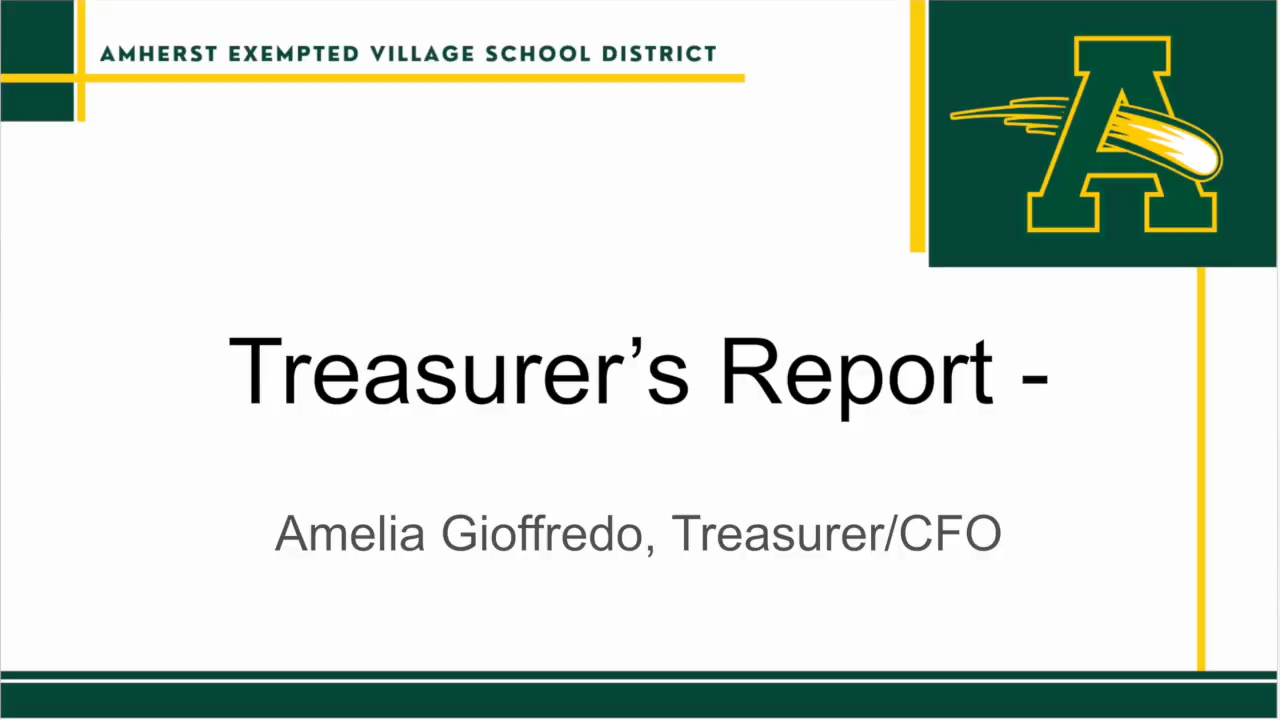 AMHERST EXEMPTED VILLAGE SCHOOL DISTRICT
A
Treasurer’s Report -
Amelia Gioffredo, Treasurer/CFO